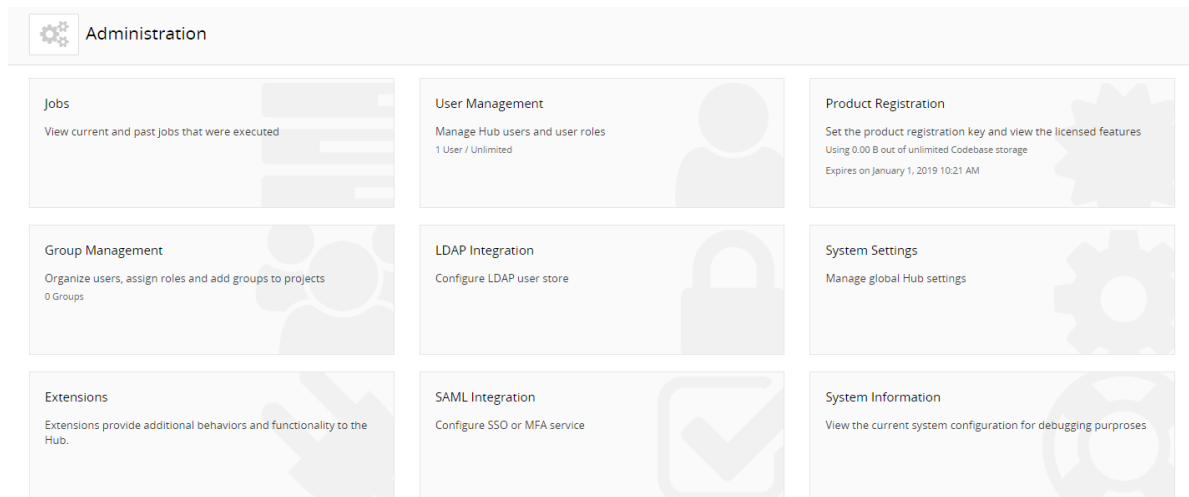 Administration
Jobs
View current and past jobs that were executed
User Management
Manage Hub users and user roles
1 User / Unlimited
Product Registration
Set the product registration key and view the licensed features
Using 0.00 B out of unlimited Codebase storage
Expires on January 1, 2019 10:21 AM
Group Management
Organize users, assign roles and add groups to projects
0 Groups
LDAP Integration
Configure LDAP user store
System Settings
Manage global Hub settings
Extensions
Extensions provide additional behaviors and functionality to the
Hub.
SAML Integration
Configure SSO or MFA service
System Information
View the current system configuration for debugging purproses